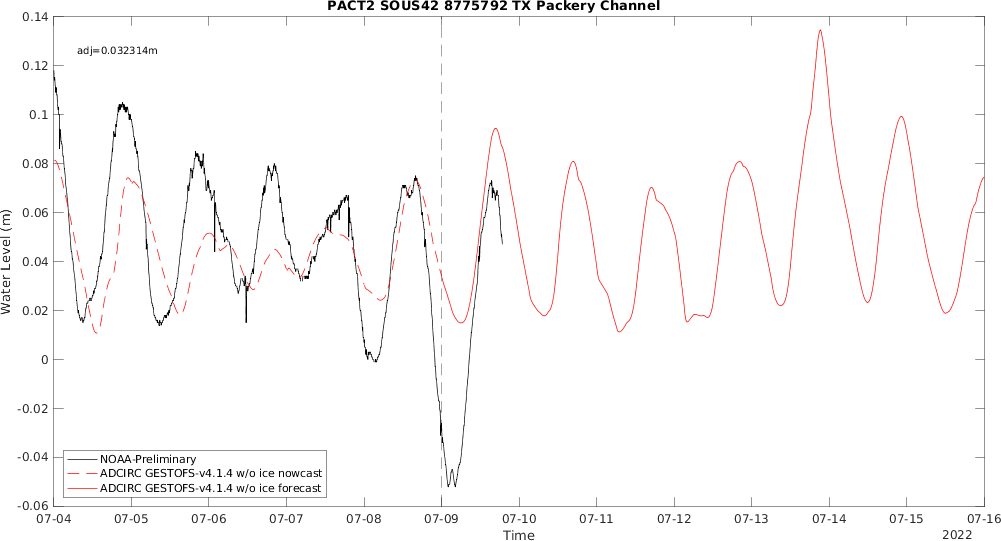 PACT2 SOUS42 8775792 TX Packery Channel
adj=0.032314m
0.14
0.12
0.1
0.08
0.06
0.04
0.02
0
-0.02
-0.04
-0.06
Water Level (m)
NOAA-Preliminary
ADCIRC GESTOFS-v4.1.4 w/o ice nowcast
ADCIRC GESTOFS-v4.1.4 w/o ice forecast
07-04 07-05 07-06 07-07 07-08 07-09 07-10 07-11 07-12 07-13 07-14 07-15 07-16
Time
2022